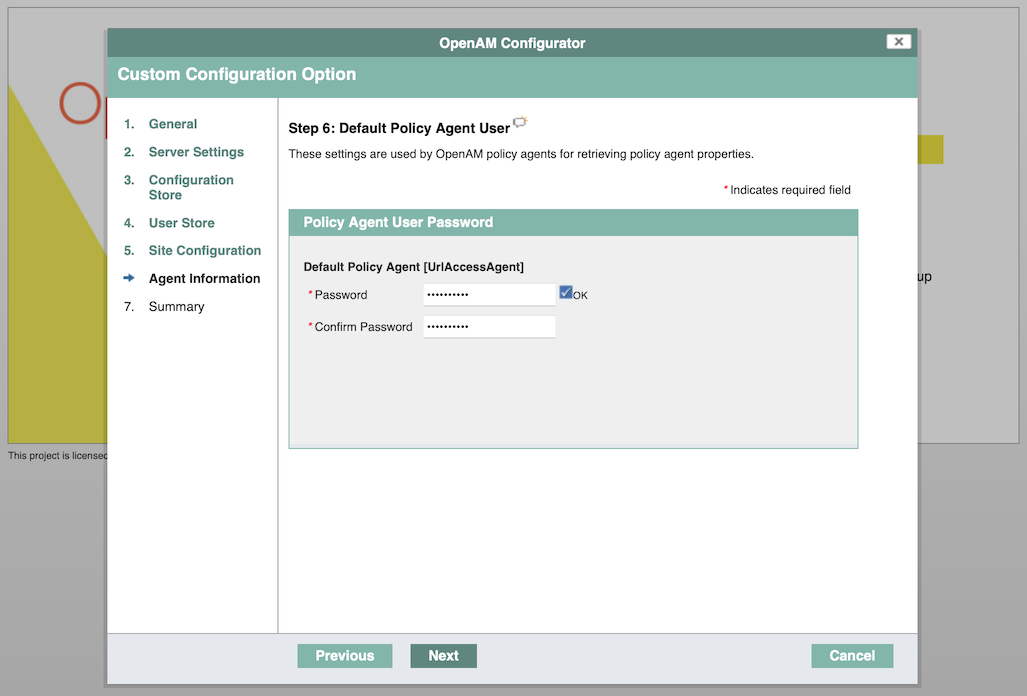 OpenAM Configurator
Custom Configuration Option
1. General
2. Server Settings
3. Configuration
Store
4. User Store
5. Site Configuration
Agent Information
7. Summary
Step 6: Default Policy Agent User
These settings are used by OpenAM policy agents for retrieving policy agent properties.
* Indicates required field
Policy Agent User Password
Default Policy Agent [UrlAccessAgent]
* Password •••••••••• OK
* Confirm Password ••••••••••
up
This project is licensed
Previous Next Cancel